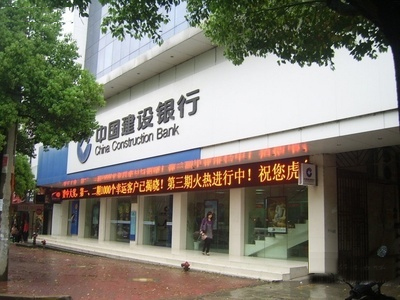 中国建设银行
China Construction Bank
第一、二期1000个幸运客户已揭晓！第三期火热进行中！祝您虎